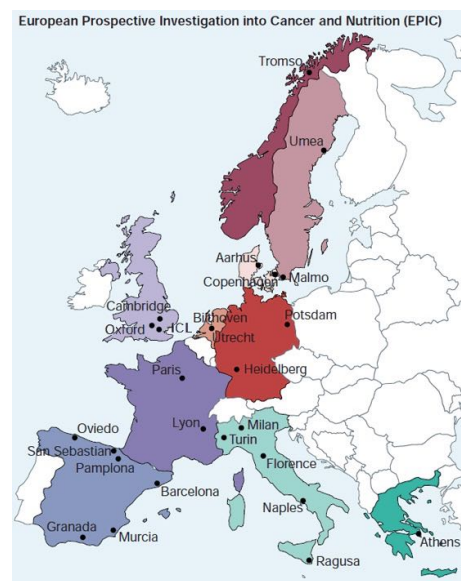 European Prospective Investigation into Cancer and Nutrition (EPIC)
Tromso
Umea
Aarhus
Copenhagen
Malmo
Cambridge
Bilthoven
Oxford
ICL
Utrecht
Potsdam
Paris
Heidelberg
Lyon
Milan
Turin
Oviedo
San Sebastian
Pamplona
Florence
Barcelona
Naples
Granada
Murcia
Athens
Ragusa